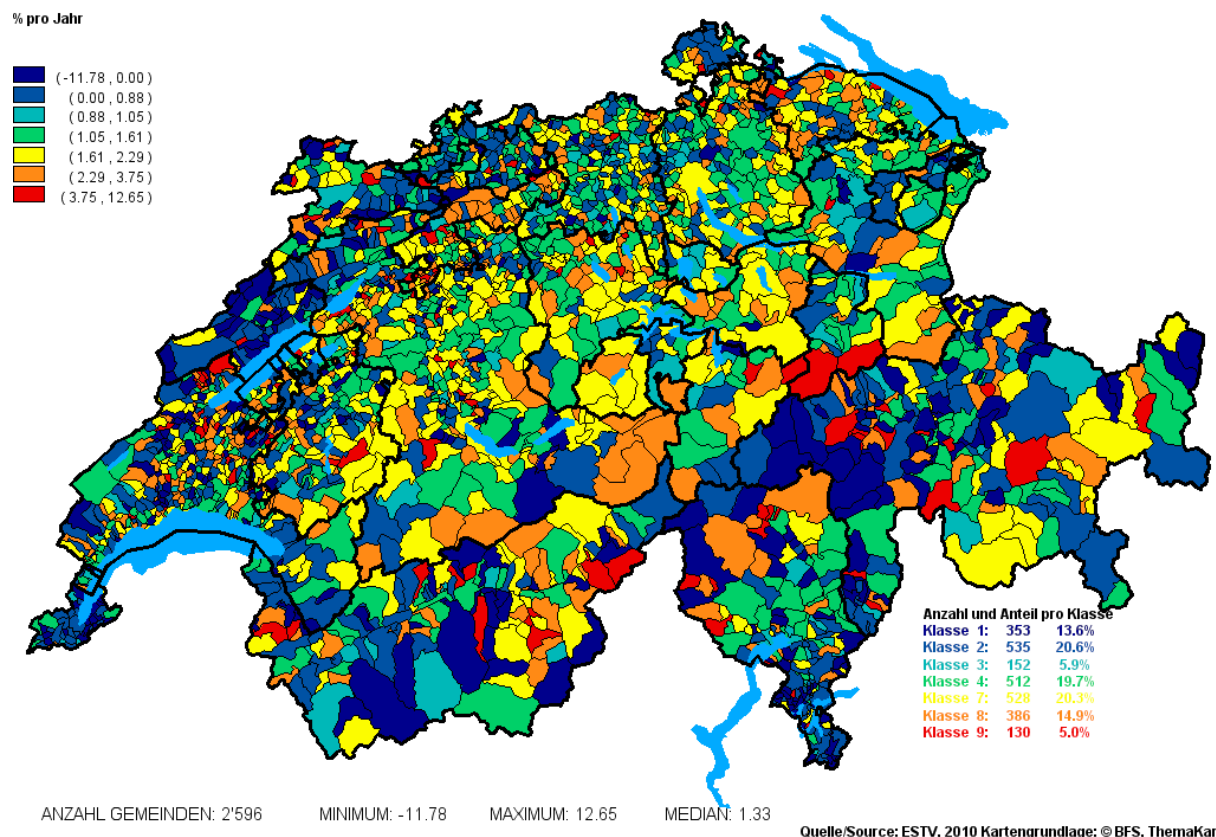 % pro Jahr
(-11.78 , 0.00 )
(0.00 , 0.88 )
(0.88 , 1.05 )
(1.05 , 1.61 )
(1.61 , 2.29 )
(2.29 , 3.75 )
(3.75 , 12.65 )
Anzahl und Anteil pro Klasse
Klasse 1: 353 13.6%
Klasse 2: 535 20.6%
Klasse 3: 152 5.9%
Klasse 4: 512 19.7%
Klasse 7: 528 20.3%
Klasse 8: 386 14.9%
Klasse 9: 130 5.0%
ANZAHL GEMEINDEN: 2'596 MINIMUM: -11.78 MAXIMUM: 12.65 MEDIAN: 1.33
Quelle/Source: ESTV, 2010 Kartengrundlage: © BFS, ThemaKar